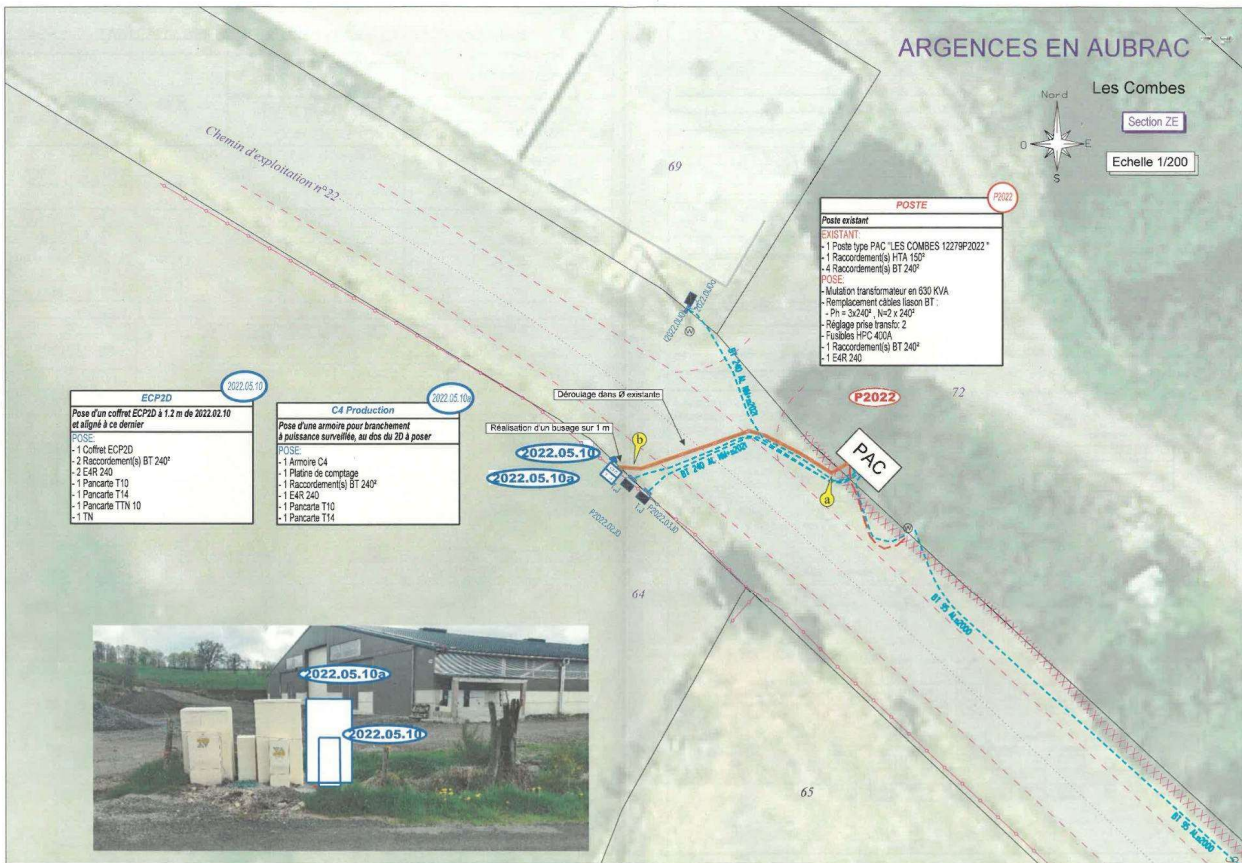 ARGENCES EN AUBRAC
Les Combes
Section ZE
Echelle 1/200
Nord
O
E
S
Chemin d'exploitation n°22
69
POSTE
P2022
Poste existant
EXISTANT:
- 1 Poste type PAC "LES COMBES 12279P2022 "
- 1 Raccordement(s) HTA 150²
- 4 Raccordement(s) BT 240²
POSE:
- Mutation transformateur en 630 KVA
- Remplacement câbles liason BT :
- Ph = 3x240² , N=2 x 240²
- Réglage prise transfo: 2
- Fusibles HPC 400A
- 1 Raccordement(s) BT 240²
- 1 E4R 240
ECP2D
2022.05.10
Pose d'un coffret ECP2D à 1.2 m de 2022.02.10
et aligné à ce dernier
POSE:
- 1 Coffret ECP2D
- 2 Raccordement(s) BT 240²
- 2 E4R 240
- 1 Pancarte T10
- 1 Pancarte T14
- 1 Pancarte TTN 10
- 1 TN
C4 Production
2022.05.10a
Pose d'une armoire pour branchement
à puissance surveillée, au dos du 2D à poser
POSE:
- 1 Armoire C4
- 1 Platine de comptage
- 1 Raccordement(s) BT 240²
- 1 E4R 240
- 1 Pancarte T10
- 1 Pancarte T14
Déroulage dans Ø existante
Réalisation d'un busage sur 1 m
2022.05.10
2022.05.10a
b
a
P2022
72
PAC
64
65
BT 95 ALu2000
BT 95 ALu2000
2022.05.10a
2022.05.10